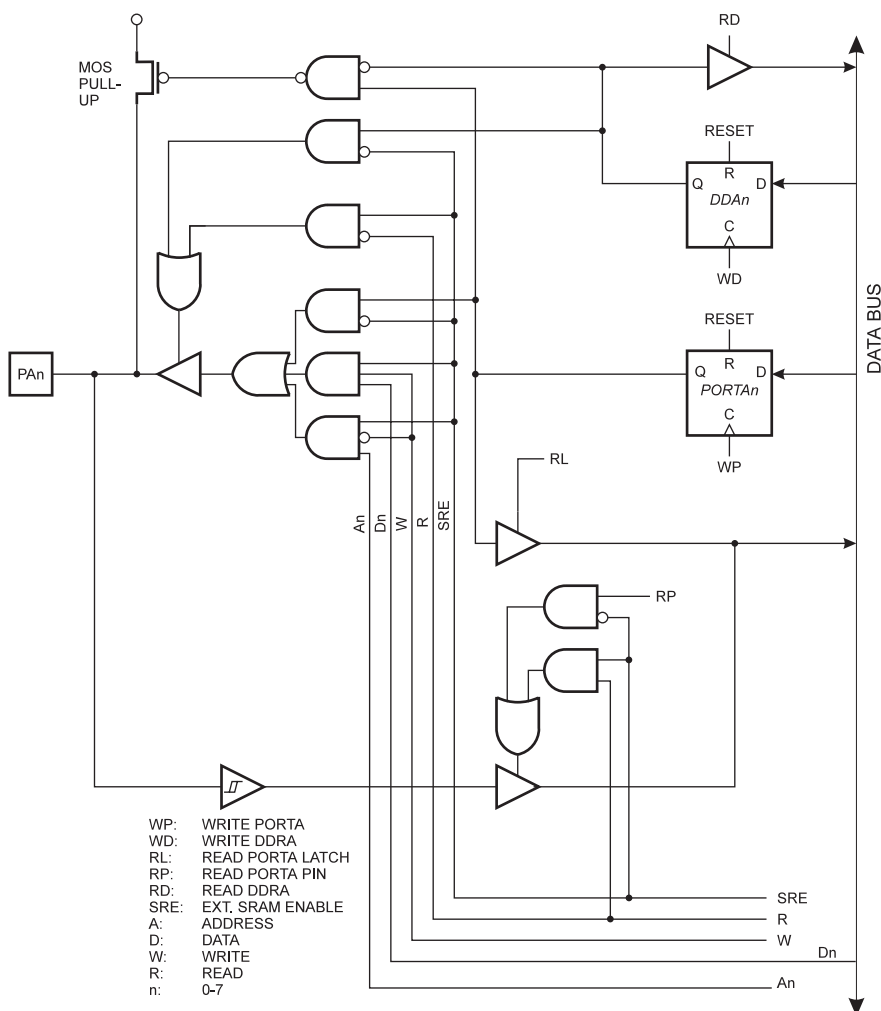 RD
MOS
PULL-
UP
RESET
R
Q
D
DDAn
C
WD
DATA BUS
RESET
R
Q
D
PORTAn
C
WP
PAn
RL
An
Dn
W
R
SRE
RP
WP: WRITE PORTA
WD: WRITE DDRA
RL: READ PORTA LATCH
RP: READ PORTA PIN
RD: READ DDRA
SRE: EXT. SRAM ENABLE
A: ADDRESS
D: DATA
W: WRITE
R: READ
n: 0-7
SRE
R
W
Dn
An